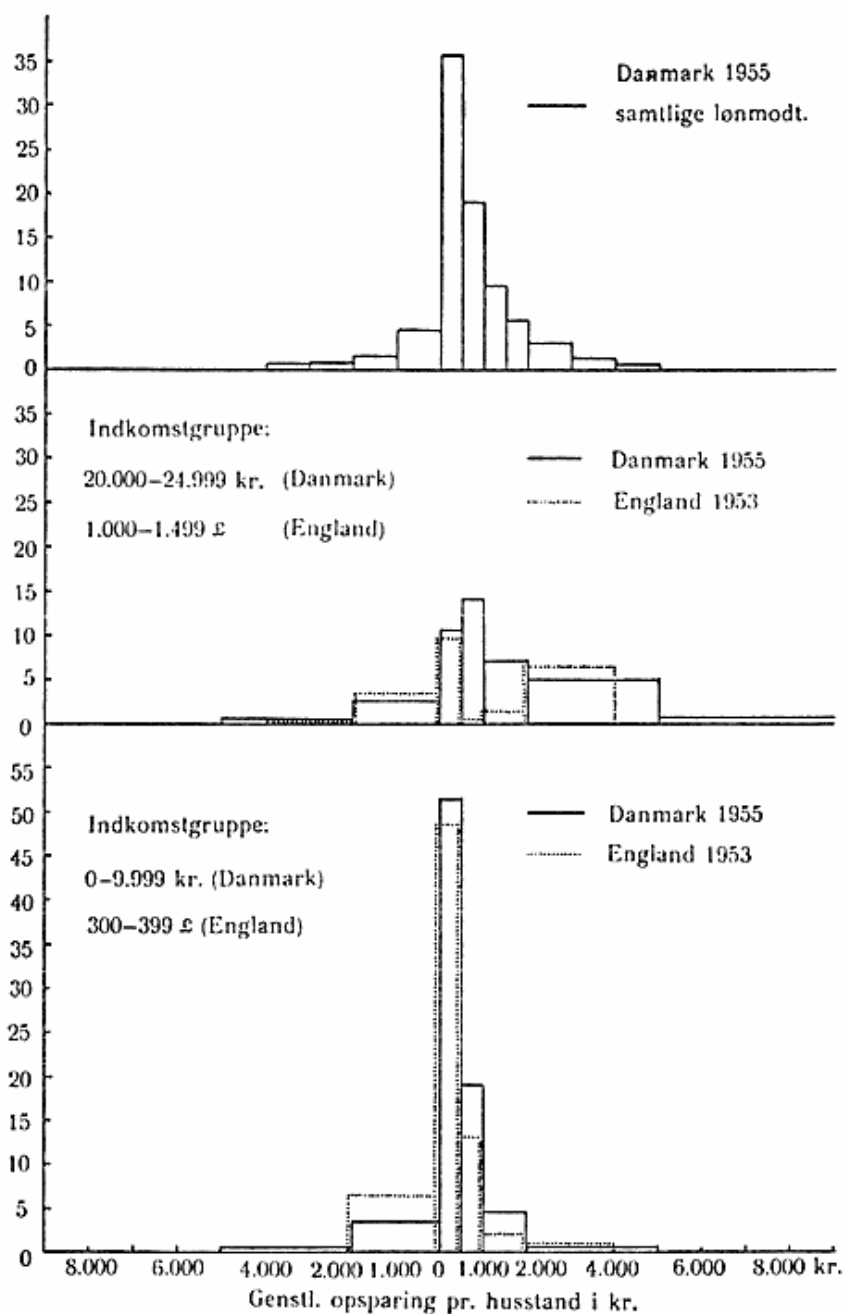 35
30
25
20
15
10
5
0
Danmark 1955
samtlige lønmodt.
35
30
25
20
15
10
5
0
Indkomstgruppe:
20.000–24.999 kr. (Danmark)
1.000–1.499 £ (England)
Danmark 1955
England 1953
55
50
45
40
35
30
25
20
15
10
5
0
Indkomstgruppe:
0–9.999 kr. (Danmark)
300–399 £ (England)
Danmark 1955
England 1953
8.000 6.000 4.000 2.000 1.000 0 1.000 2.000 4.000 6.000 8.000 kr.
Genstl. opsparing pr. husstand i kr.